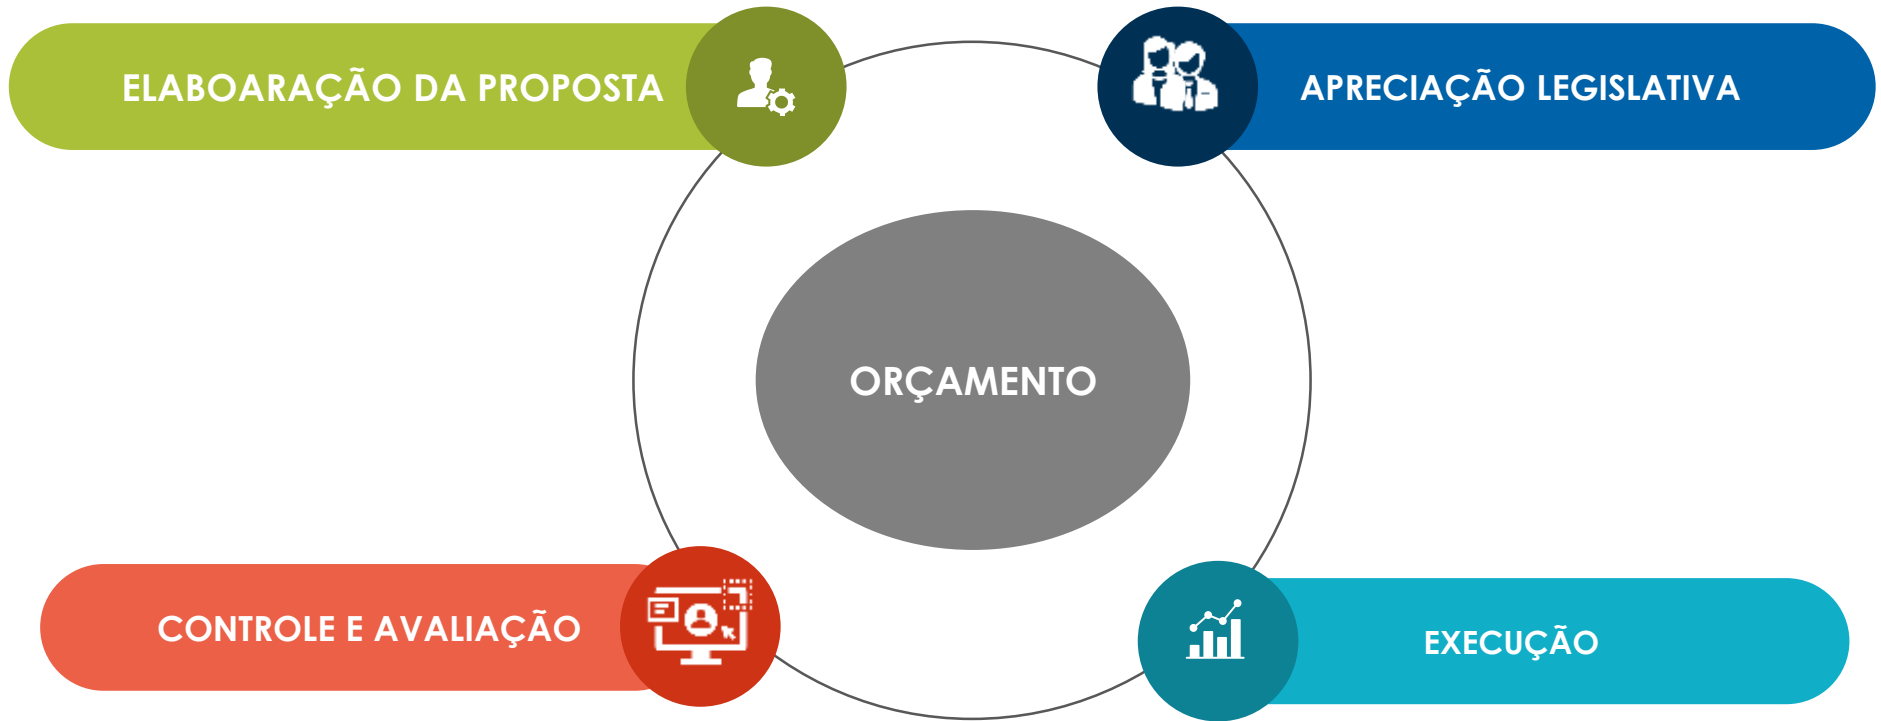 ELABOARAÇÃO DA PROPOSTA
APRECIAÇÃO LEGISLATIVA
ORÇAMENTO
CONTROLE E AVALIAÇÃO
EXECUÇÃO